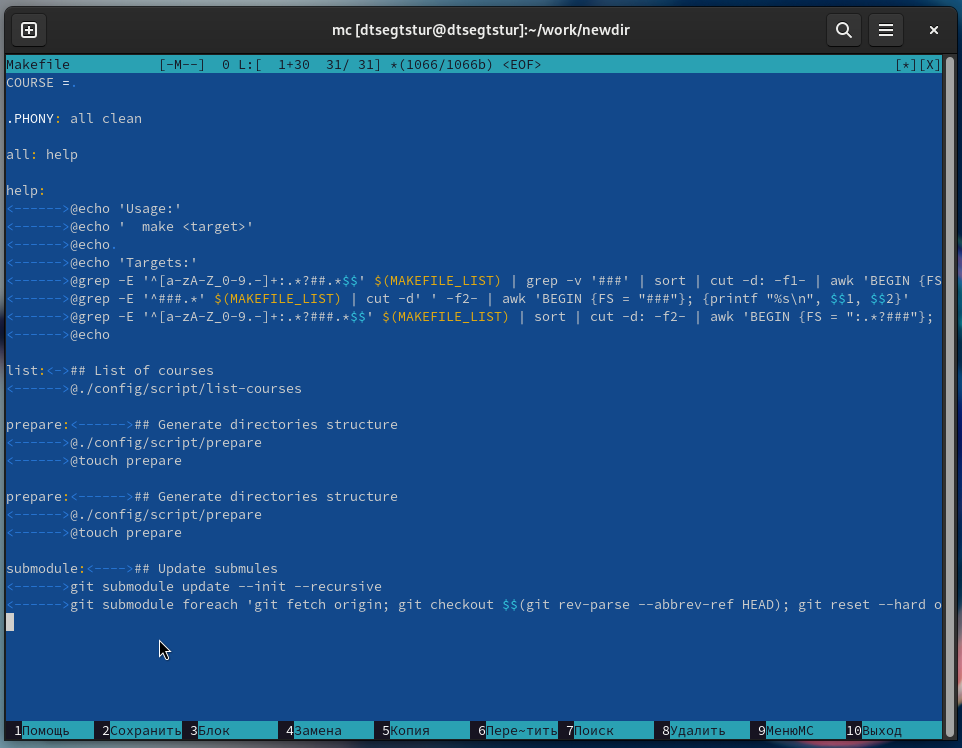 mc [dtsegtstur@dtsegtstur]:~/work/newdir
Makefile [-M--] 0 L:[ 1+30 31/ 31] *(1066/1066b) <EOF> [*][X]
COURSE =.
.PHONY: all clean
all: help
help:
<------>@echo 'Usage:'
<------>@echo '  make <target>'
<------>@echo.
<------>@echo 'Targets:'
<------>@grep -E '^[a-zA-Z_0-9.-]+:.*?##.*$$' $(MAKEFILE_LIST) | grep -v '###' | sort | cut -d: -f1- | awk 'BEGIN {FS
<------>@grep -E '^###.*' $(MAKEFILE_LIST) | cut -d' ' -f2- | awk 'BEGIN {FS = "###"}; {printf "%s\n", $$1, $$2}'
<------>@grep -E '^[a-zA-Z_0-9.-]+:.*?###.*$$' $(MAKEFILE_LIST) | sort | cut -d: -f2- | awk 'BEGIN {FS = ":.*?###"};
<------>@echo
list:<->## List of courses
<------>@./config/script/list-courses
prepare:<------>## Generate directories structure
<------>@./config/script/prepare
<------>@touch prepare
prepare:<------>## Generate directories structure
<------>@./config/script/prepare
<------>@touch prepare
submodule:<---->## Update submules
<------>git submodule update --init --recursive
<------>git submodule foreach 'git fetch origin; git checkout $$(git rev-parse --abbrev-ref HEAD); git reset --hard o
1Помощь 2Сохранить 3Блок 4Замена 5Копия 6Пере~тить 7Поиск 8Удалить 9МенюMC 10Выход